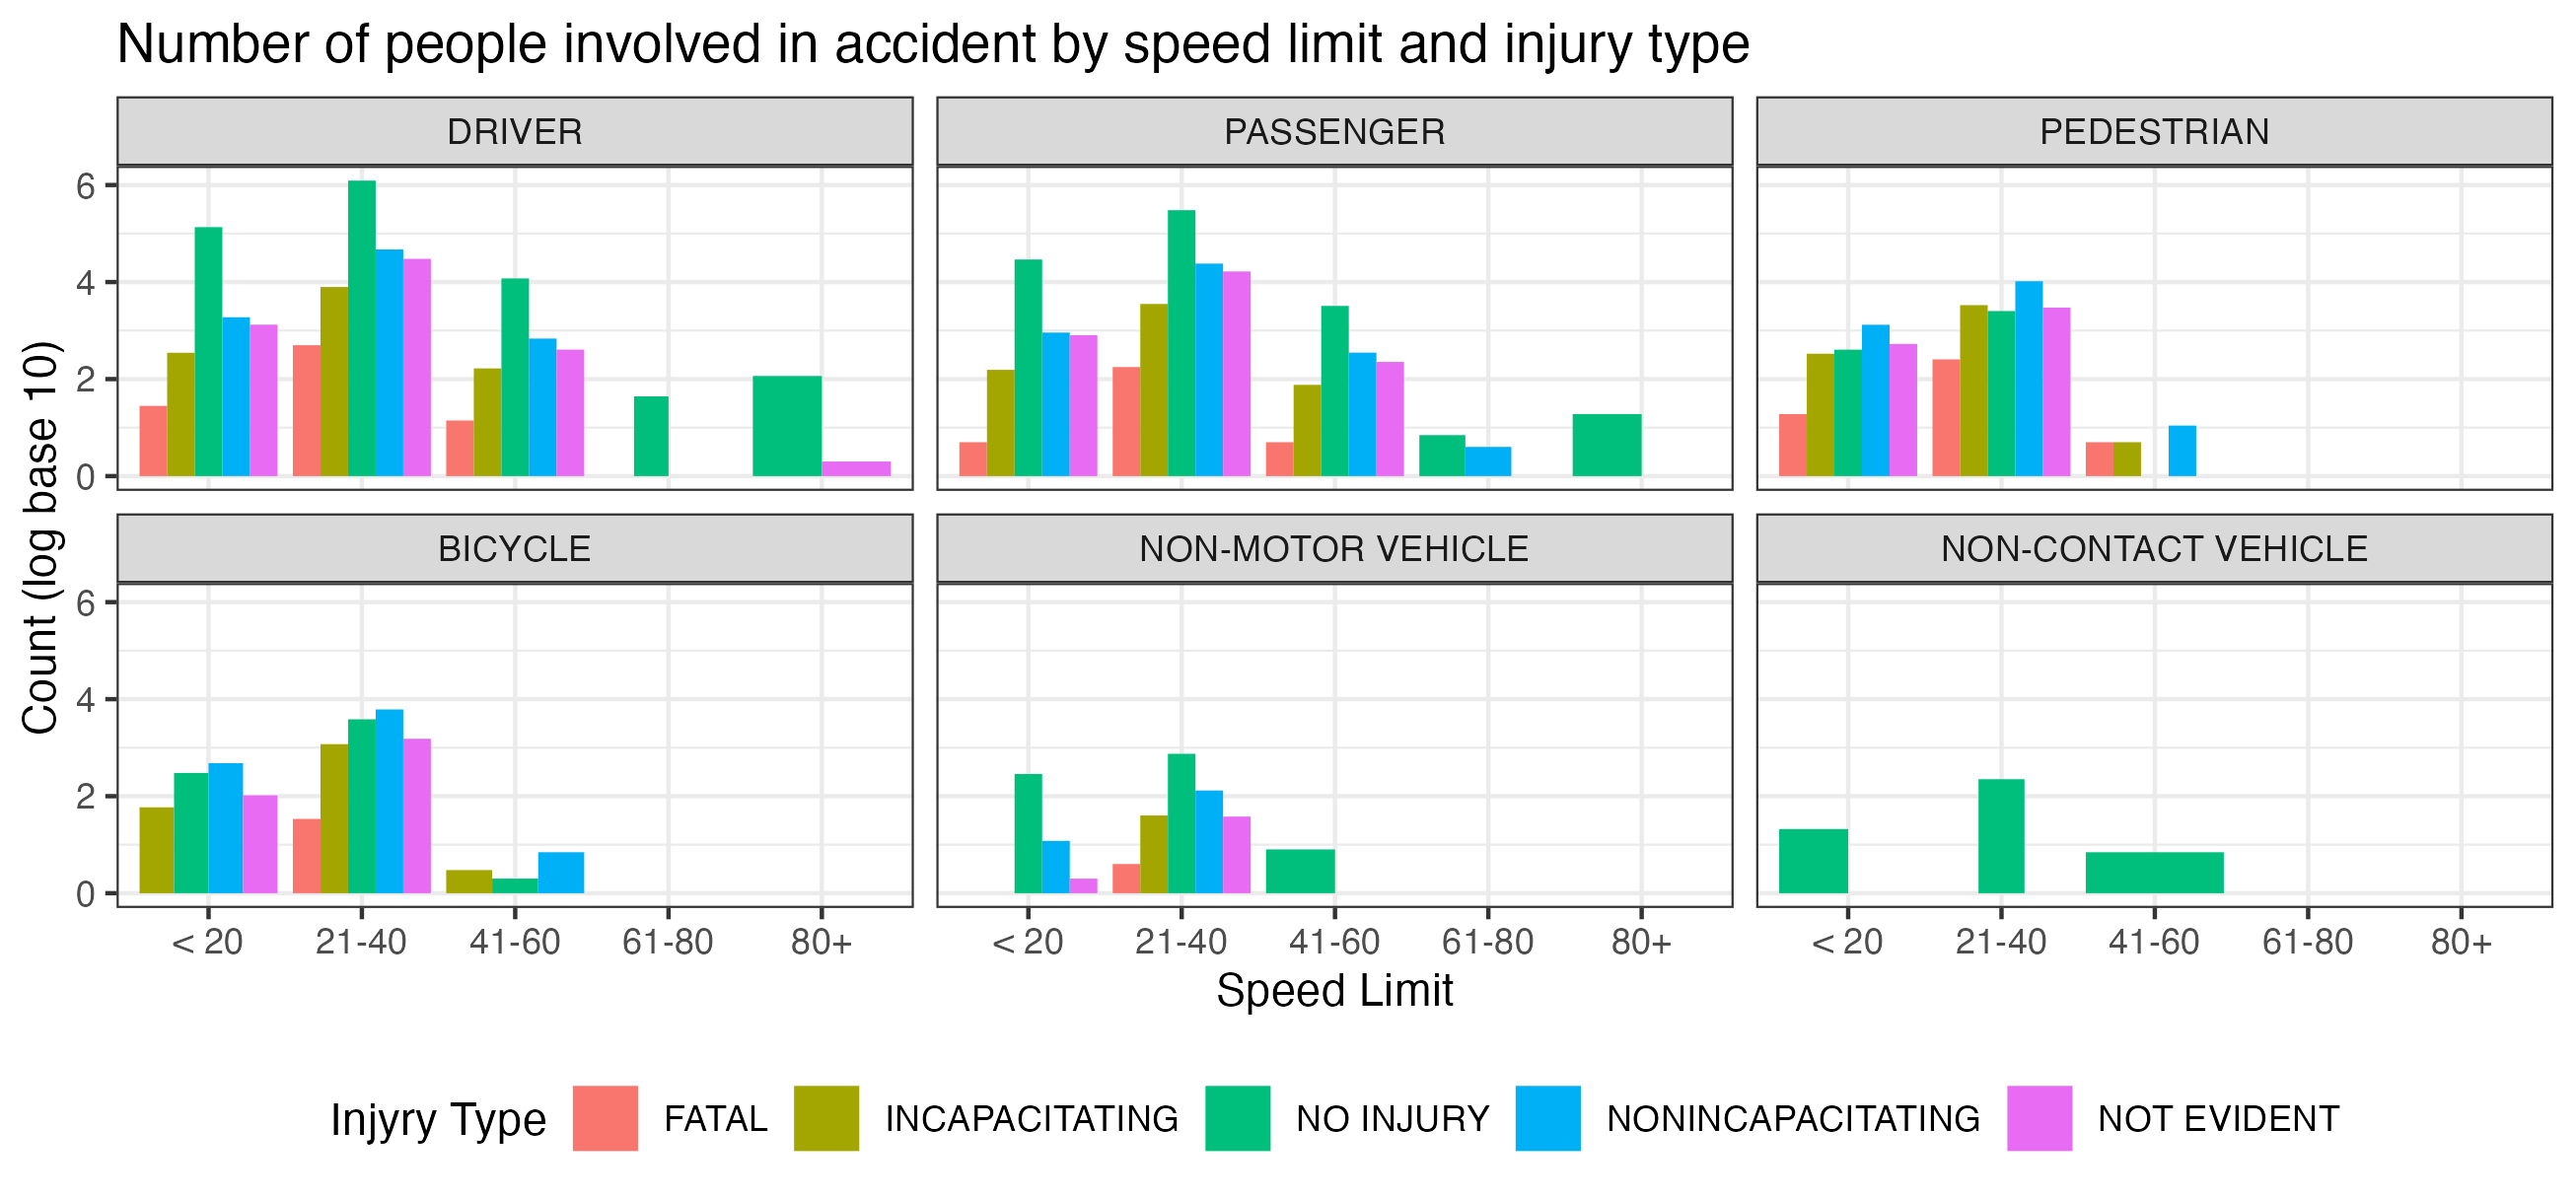 Number of people involved in accident by speed limit and injury type
DRIVER
PASSENGER
PEDESTRIAN
6
4
2
0
BICYCLE
NON-MOTOR VEHICLE
NON-CONTACT VEHICLE
6
4
2
0
Count (log base 10)
< 20 21-40 41-60 61-80 80+
< 20 21-40 41-60 61-80 80+
< 20 21-40 41-60 61-80 80+
Speed Limit
Injyry Type FATAL INCAPACITATING NO INJURY NONINCAPACITATING NOT EVIDENT